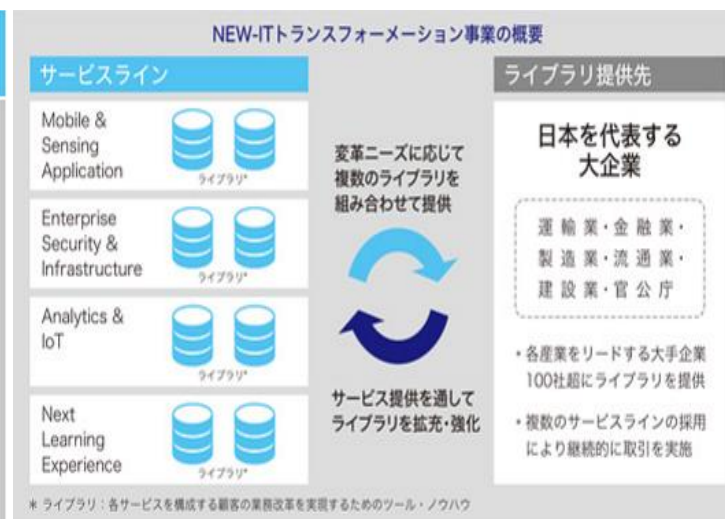 NEW-ITトランスフォーメーション事業の概要
サービスライン
Mobile &
Sensing
Application
ライブラリ*
Enterprise
Security &
Infrastructure
ライブラリ*
Analytics &
IoT
ライブラリ*
Next
Learning
Experience
ライブラリ*
変革ニーズに応じて
複数のライブラリを
組み合わせて提供
サービス提供を通して
ライブラリを拡充・強化
ライブラリ提供先
日本を代表する
大企業
運輸業・金融業・
製造業・流通業・
建設業・官公庁
・各産業をリードする大手企業
100社超にライブラリを提供
・複数のサービスラインの採用
により継続的に取引を実施
* ライブラリ：各サービスを構成する顧客の業務改革を実現するためのツール・ノウハウ